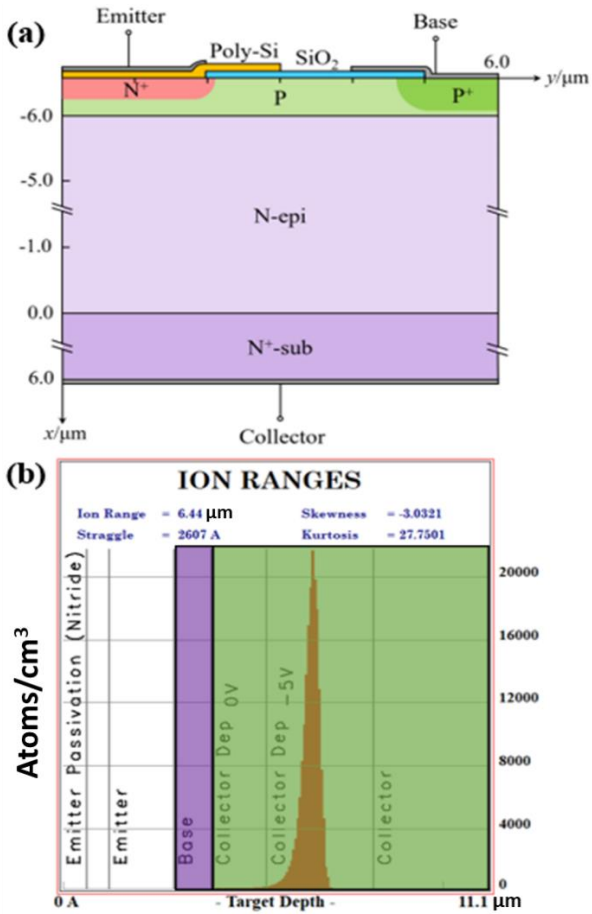 (a)
Emitter
Base
Poly-Si
SiO₂
6.0
y/μm
N⁺
P
P⁺
-6.0
-5.0
N-epi
-1.0
0.0
N⁺-sub
6.0
x/μm
Collector
(b)
ION RANGES
Ion Range = 6.44 μm
Skewness = -3.0321
Straggle = 2607 A
Kurtosis = 27.7501
Atoms/cm³
Emitter Passivation (Nitride)
Emitter
Base
Collector Dep 0V
Collector Dep -5V
Collector
20000
16000
12000
8000
4000
0
0 A
- Target Depth -
11.1 μm